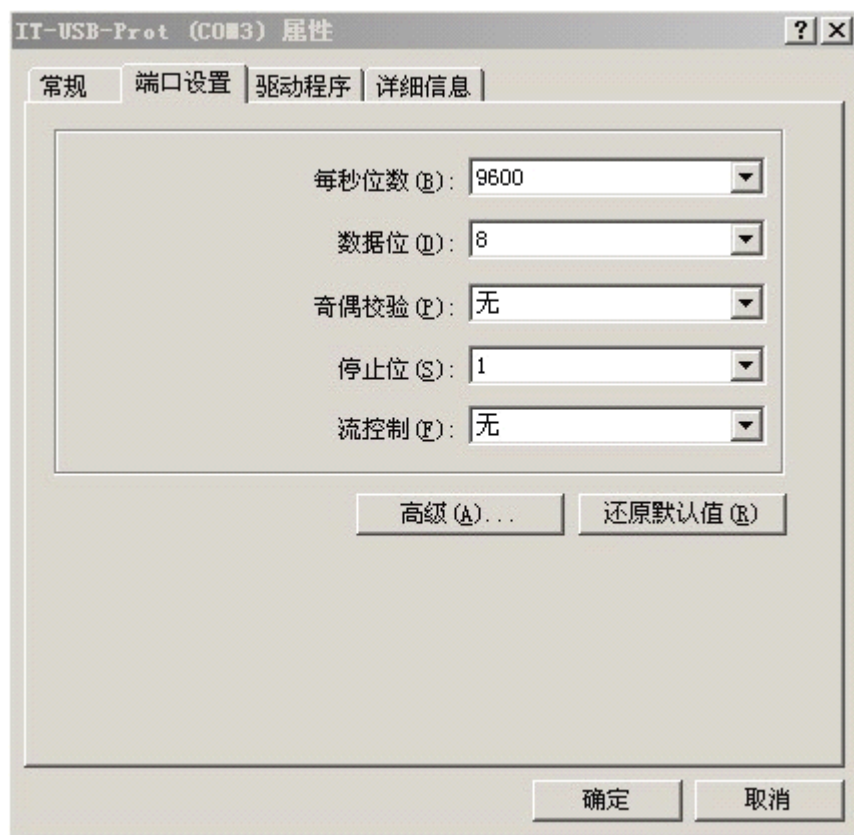 IT-USB-Prot (COM3) 属性
常规 端口设置 驱动程序 详细信息
每秒位数(B): 9600
数据位(D): 8
奇偶校验(P): 无
停止位(S): 1
流控制(F): 无
高级(A)... 还原默认值(R)
确定 取消